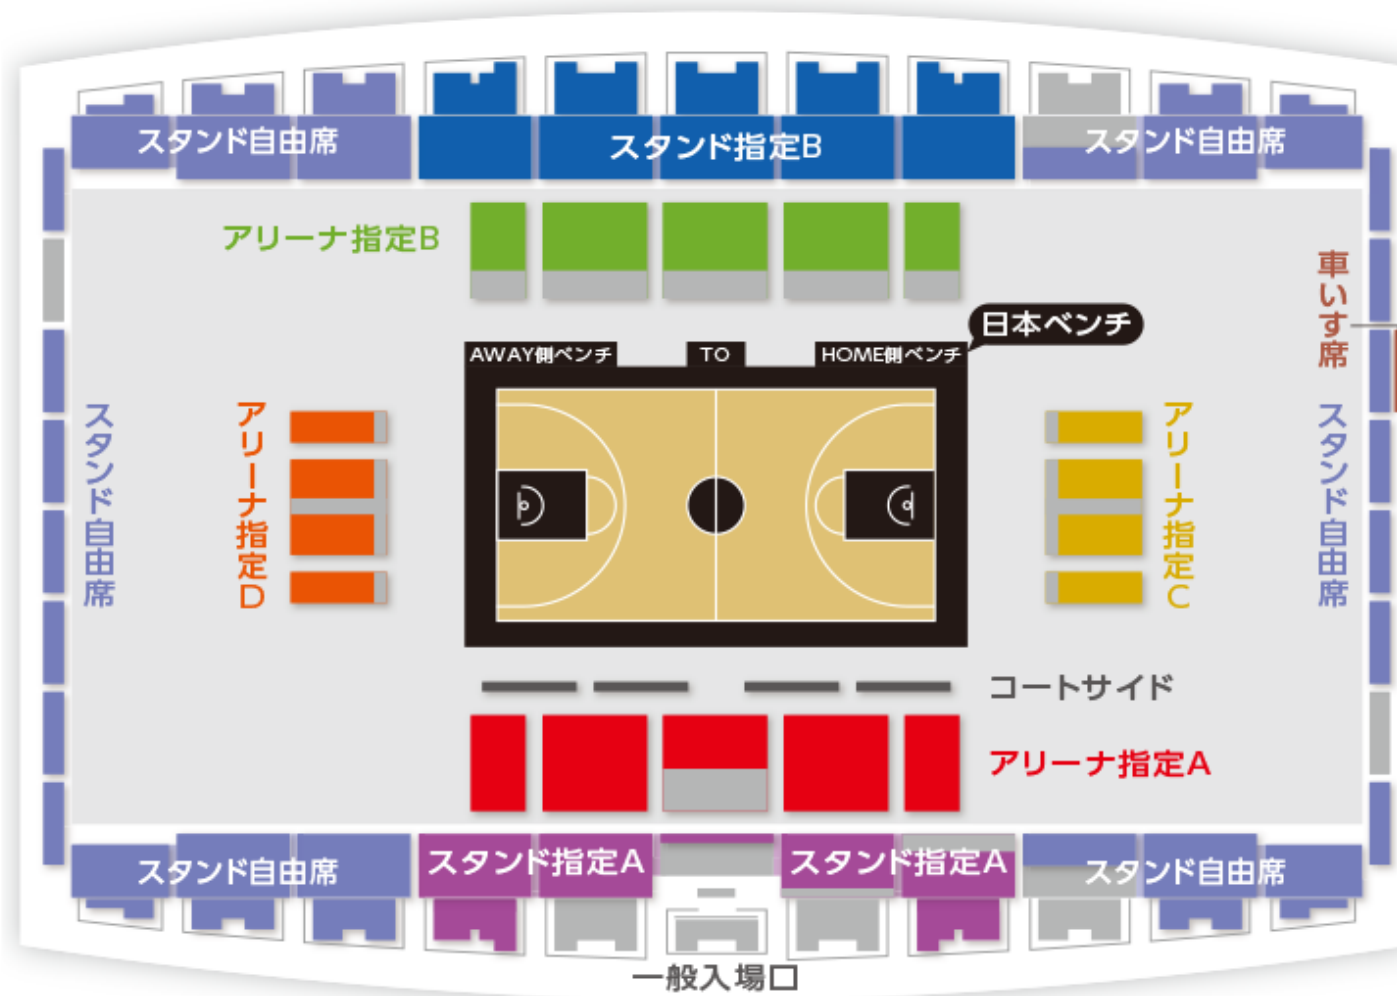 スタンド自由席
スタンド指定B
スタンド自由席
アリーナ指定B
車いす席
日本ベンチ
AWAY側ベンチ
TO
HOME側ベンチ
スタンド自由席
アリーナ指定D
アリーナ指定C
スタンド自由席
コートサイド
アリーナ指定A
スタンド自由席
スタンド指定A
スタンド指定A
スタンド自由席
一般入場口